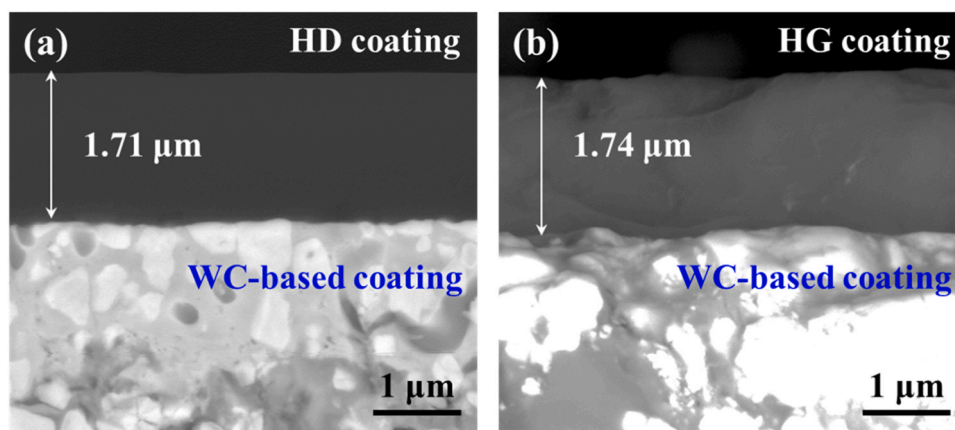 (a)
HD coating
1.71 μm
WC-based coating
1 μm
(b)
HG coating
1.74 μm
WC-based coating
1 μm